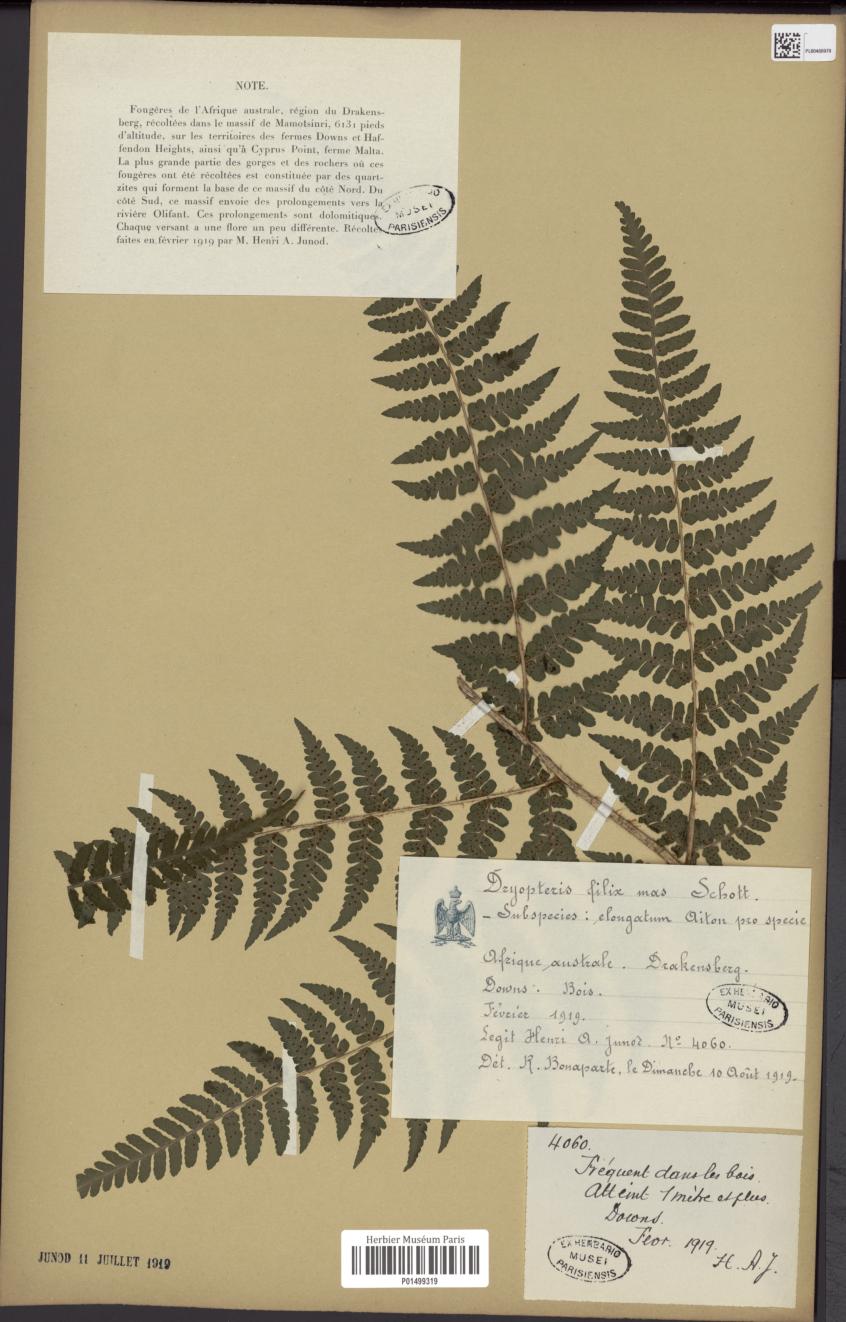 NOTE.
Fougères de l'Afrique australe, région du Drakens-
berg, récoltées dans le massif de Mamotsinri, 6131 pieds
d'altitude, sur les territoires des fermes Downs et Haf-
fendon Heights, ainsi qu'à Cyprus Point, ferme Malta.
La plus grande partie des gorges et des rochers où ces
fougères ont été récoltées est constituée par des quart-
zites qui forment la base de ce massif du côté Nord. Du
côté Sud, ce massif envoie des prolongements vers la
rivière Olifant. Ces prolongements sont dolomitiques.
Chaque versant a une flore un peu différente. Récoltes
faites en février 1919 par M. Henri A. Junod.
MUSEI
PARISIENSIS
Dryopteris filix mas Schott.
- Subspecies : elongatum Aiton pro specie
Afrique australe. Drakensberg.
Downs : Bois.
Février 1919.
Legit Henri A. Junod. No 4060.
Dét. R. Bonaparte, le Dimanche 10 Août 1919.
MUSEI
PARISIENSIS
4060.
Fréquent dans les bois.
Atteint 1 mètre et plus.
Downs.
Fevr. 1919.
H. A. J.
EX HERBARIO
MUSEI
PARISIENSIS
JUNOD 11 JUILLET 1919
Herbier Muséum Paris
P01499319